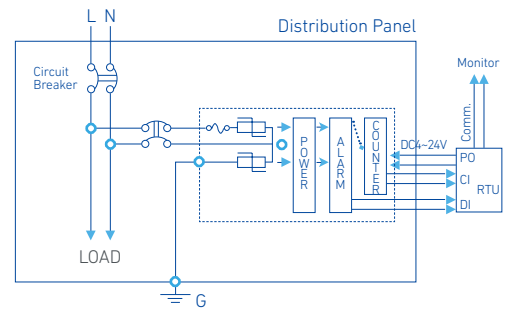 L N
Distribution Panel
Circuit
Breaker
Monitor
Comm.
POWER
ALARM
COUNTER
DC4~24V
PO
CI
RTU
DI
LOAD
G